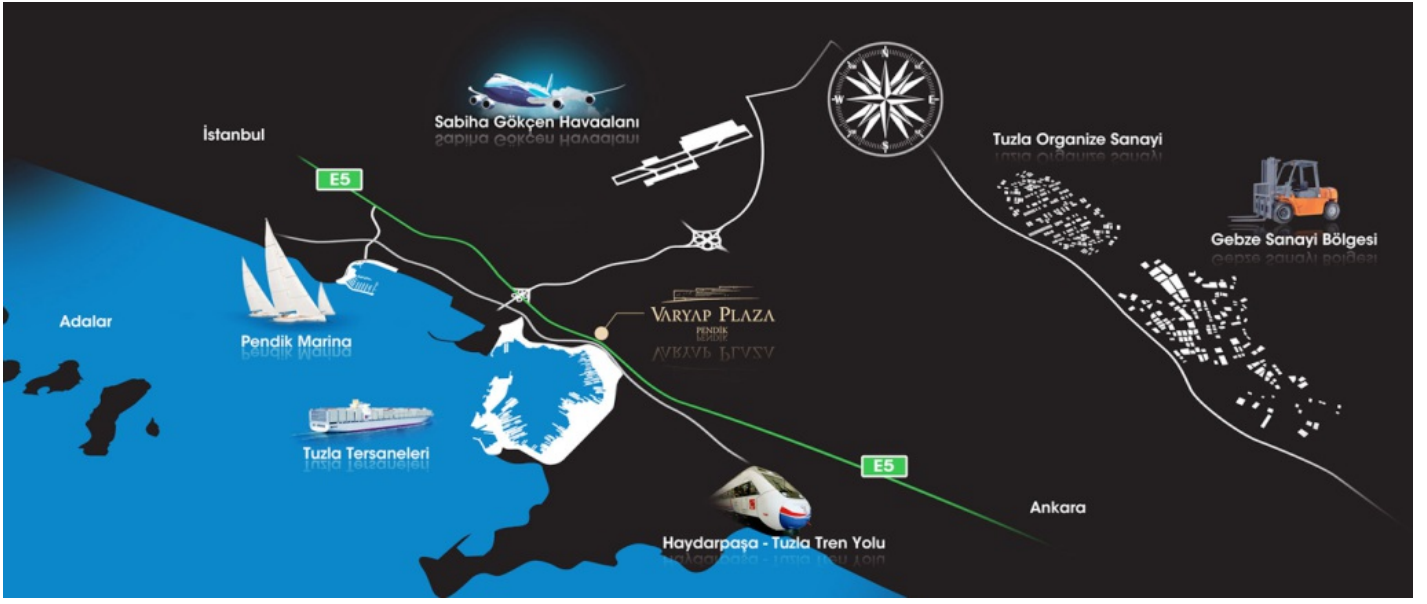 İstanbul
E5
Sabiha Gökçen Havaalanı
N
W
E
S
Tuzla Organize Sanayi
Gebze Sanayi Bölgesi
Adalar
Pendik Marina
VARYAP PLAZA
PENDİK
Tuzla Tersaneleri
E5
Ankara
Haydarpaşa - Tuzla Tren Yolu